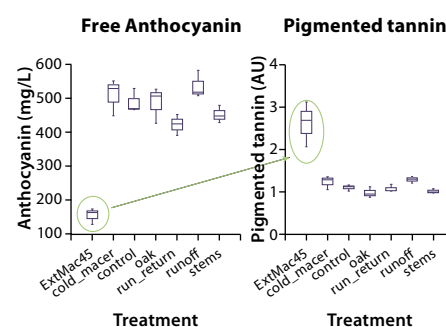 Free Anthocyanin
Anthocyanin (mg/L)
600
500
400
300
200
100
ExtMac45
cold_macer
control
oak
run_return
runoff
stems
Treatment
Pigmented tannin
Pigmented tannin (AU)
4
3
2
1
0
ExtMac45
cold_macer
control
oak
run_return
runoff
stems
Treatment